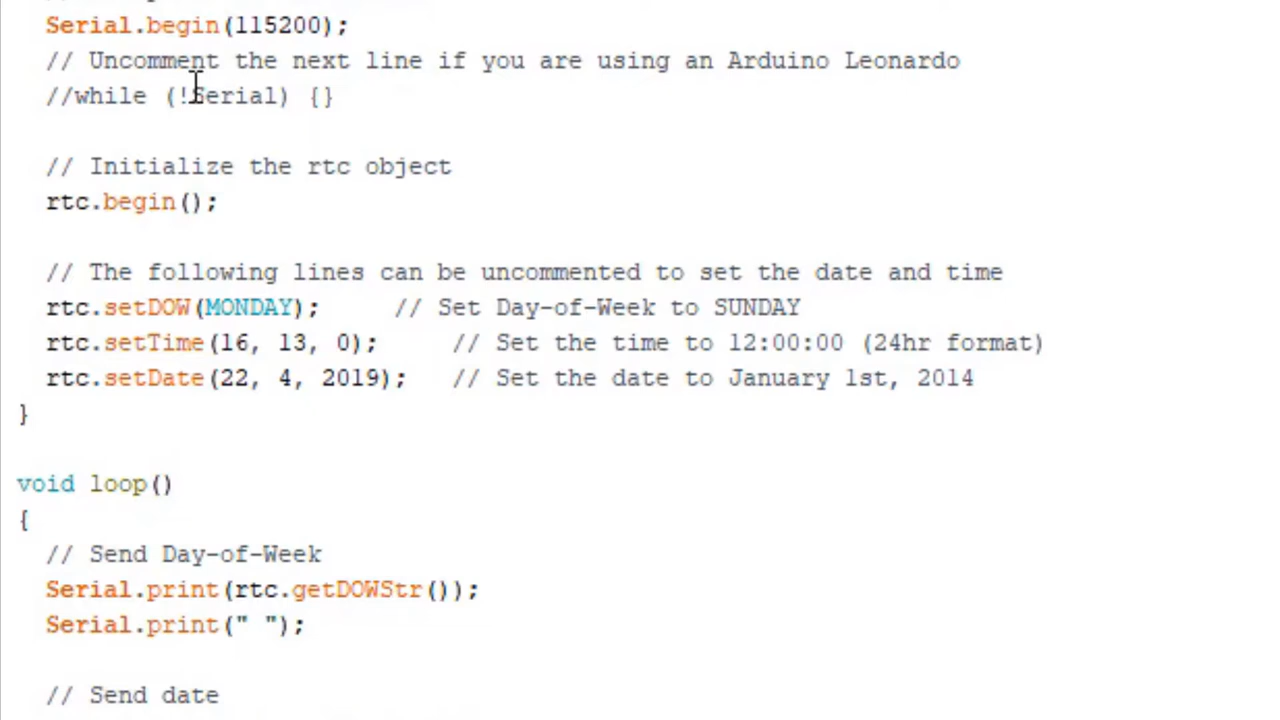 Serial.begin(115200);
// Uncomment the next line if you are using an Arduino Leonardo
//while (!Serial) {}
// Initialize the rtc object
rtc.begin();
// The following lines can be uncommented to set the date and time
rtc.setDOW(MONDAY);     // Set Day-of-Week to SUNDAY
rtc.setTime(16, 13, 0);     // Set the time to 12:00:00 (24hr format)
rtc.setDate(22, 4, 2019);   // Set the date to January 1st, 2014
}
void loop()
{
// Send Day-of-Week
Serial.print(rtc.getDOWStr());
Serial.print(" ");
// Send date